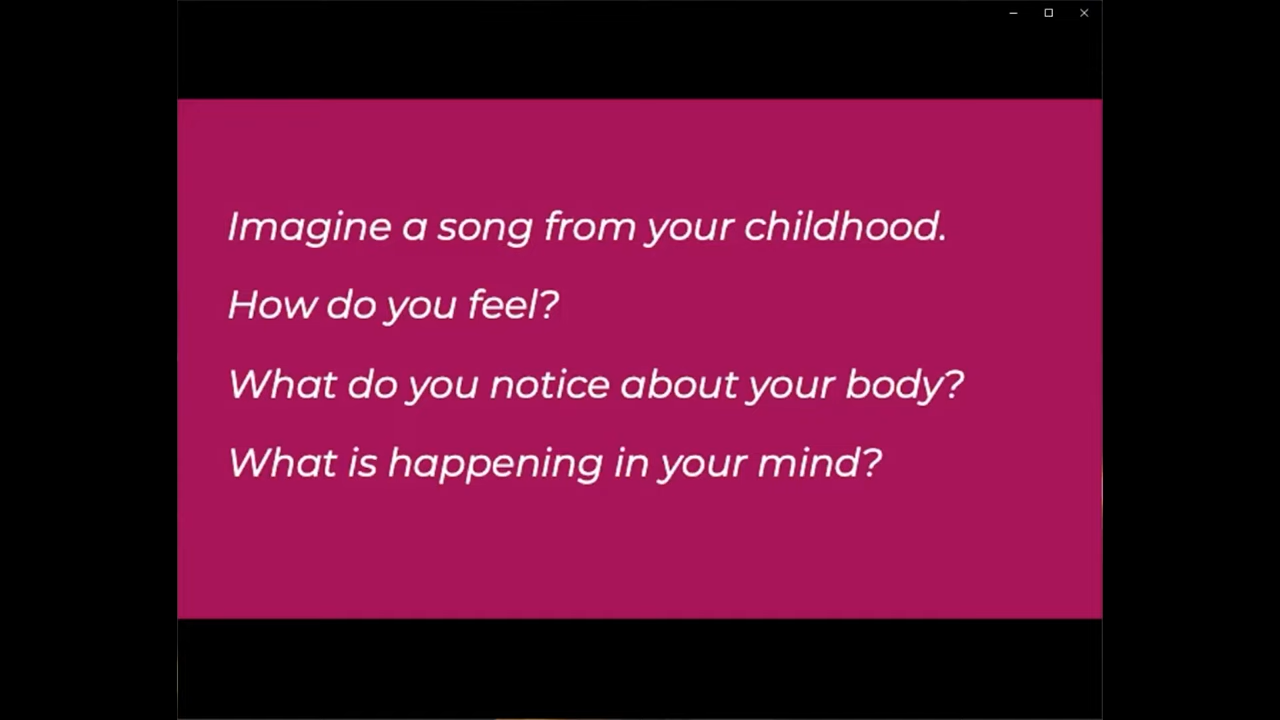 Imagine a song from your childhood.
How do you feel?
What do you notice about your body?
What is happening in your mind?